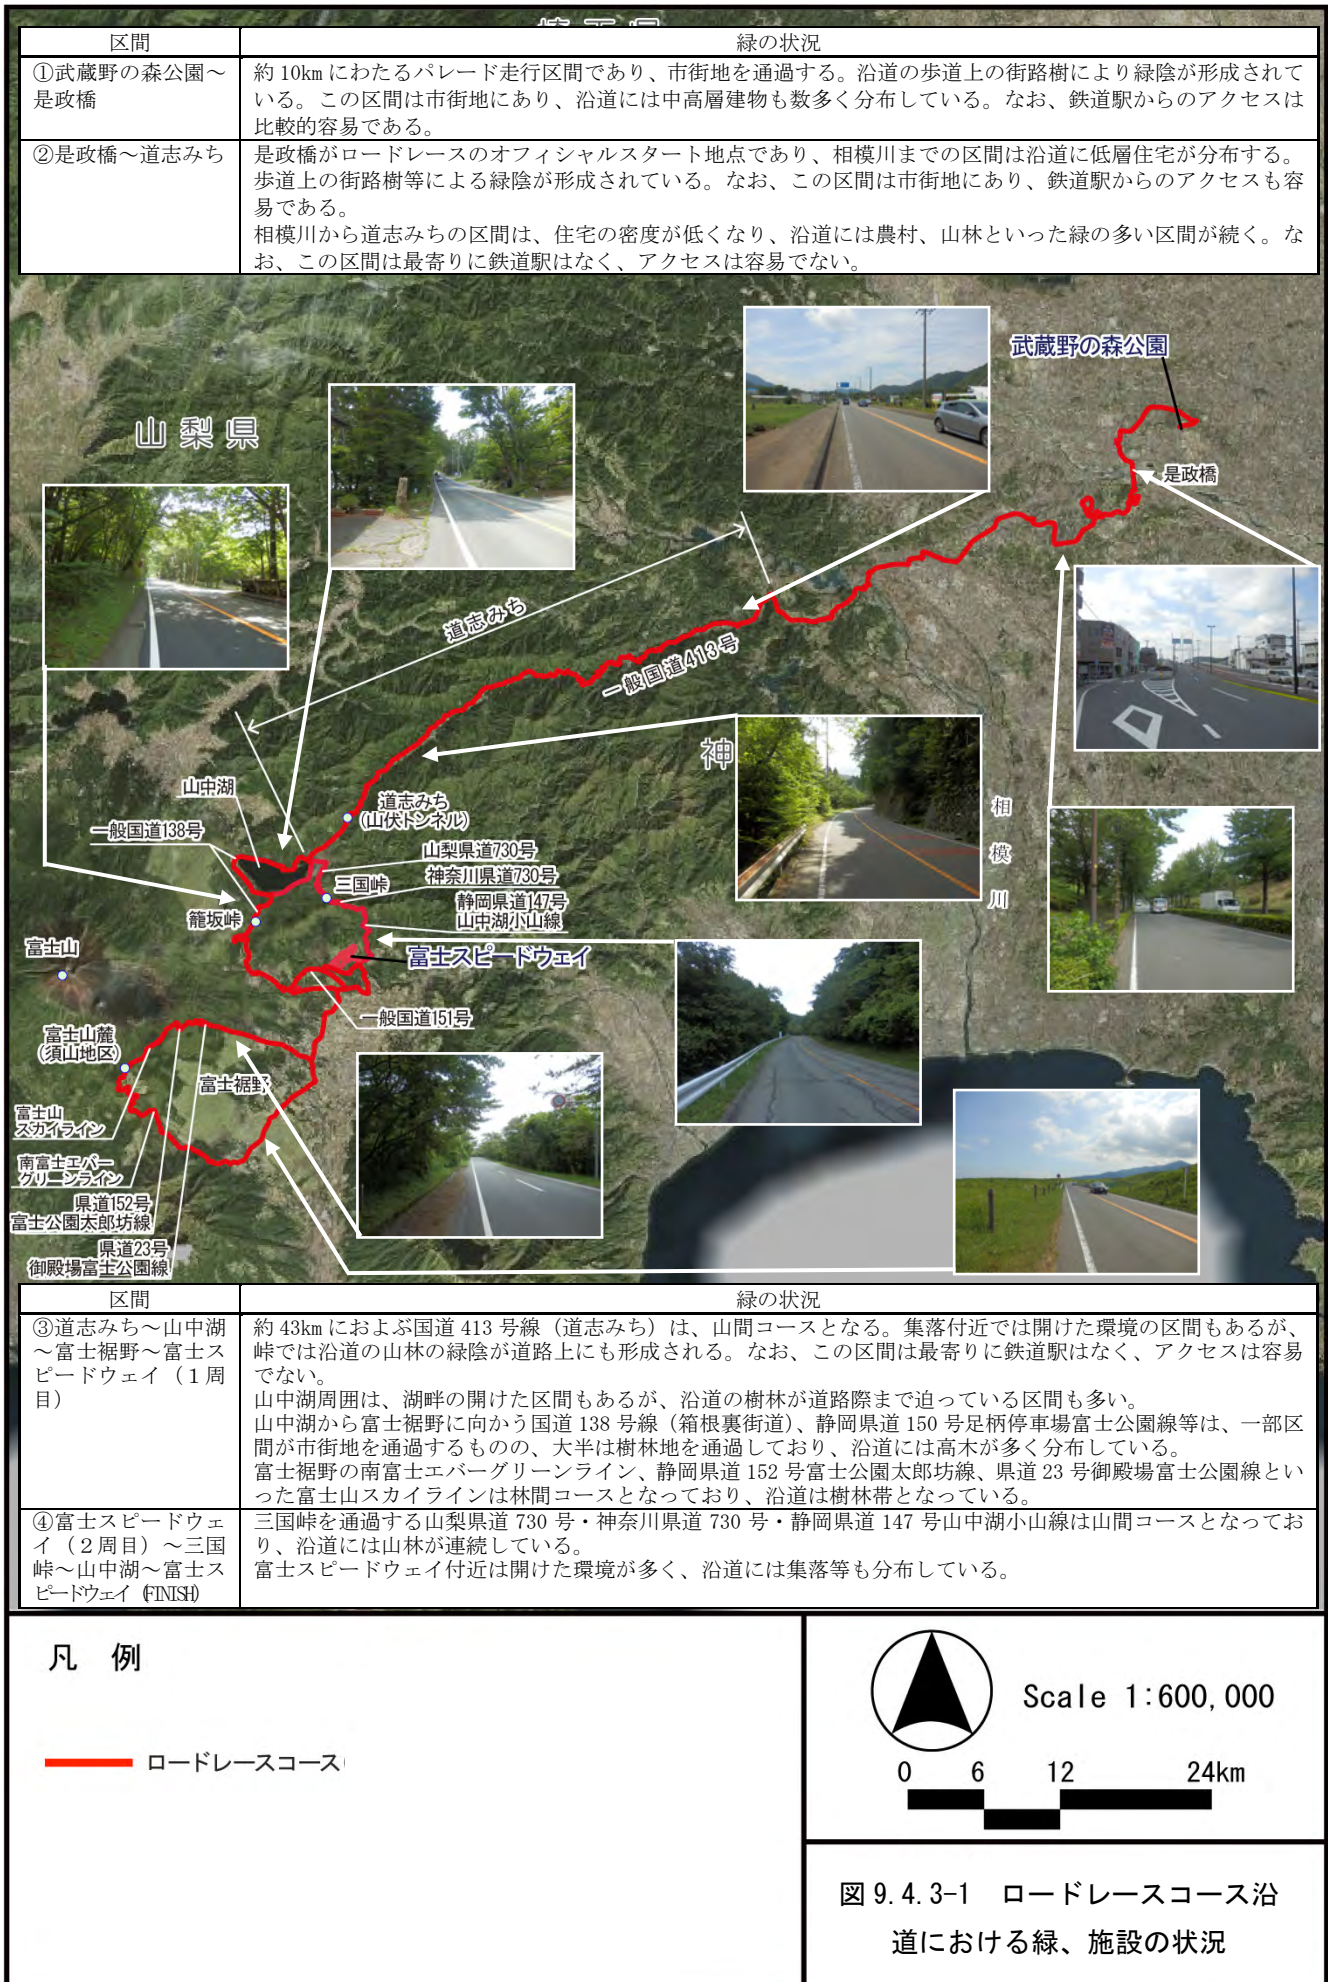 区間
緑の状況
①武蔵野の森公園～
是政橋
約10kmにわたるパレード走行区間であり、市街地を通過する。沿道の歩道上の街路樹により緑陰が形成されて
いる。この区間は市街地にあり、沿道には中高層建物も数多く分布している。なお、鉄道駅からのアクセスは
比較的容易である。
②是政橋～道志みち
是政橋がロードレースのオフィシャルスタート地点であり、相模川までの区間は沿道に低層住宅が分布する。
歩道上の街路樹等による緑陰が形成されている。なお、この区間は市街地にあり、鉄道駅からのアクセスも容
易である。
相模川から道志みちの区間は、住宅の密度が低くなり、沿道には農村、山林といった緑の多い区間が続く。な
お、この区間は最寄りに鉄道駅はなく、アクセスは容易でない。
武蔵野の森公園
山梨県
是政橋
道志みち
一般国道413号
神
山中湖
道志みち
(山伏トンネル)
一般国道138号
山梨県道730号
神奈川県道730号
三国峠
静岡県道147号
山中湖小山線
相模川
籠坂峠
富士山
富士スピードウェイ
一般国道151号
富士山麓
(須山地区)
富士裾野
富士山
スカイライン
南富士エバー
グリーンライン
県道152号
富士公園太郎坊線
県道23号
御殿場富士公園線
区間
緑の状況
③道志みち～山中湖
～富士裾野～富士ス
ピードウェイ（1周
目）
約43kmにおよぶ国道413号線（道志みち）は、山間コースとなる。集落付近では開けた環境の区間もあるが、
峠では沿道の山林の緑陰が道路上にも形成される。なお、この区間は最寄りに鉄道駅はなく、アクセスは容易
でない。
山中湖周囲は、湖畔の開けた区間もあるが、沿道の樹林が道路際まで迫っている区間も多い。
山中湖から富士裾野に向かう国道138号線（箱根裏街道）、静岡県道150号足柄停車場富士公園線等は、一部区
間が市街地を通過するものの、大半は樹林地を通過しており、沿道には高木が多く分布している。
富士裾野の南富士エバーグリーンライン、静岡県道152号富士公園太郎坊線、県道23号御殿場富士公園線とい
った富士山スカイラインは林間コースとなっており、沿道は樹林帯となっている。
④富士スピードウェ
イ（2周目）～三国
峠～山中湖～富士ス
ピードウェイ（FINISH)
三国峠を通過する山梨県道730号・神奈川県道730号・静岡県道147号山中湖小山線は山間コースとなってお
り、沿道には山林が連続している。
富士スピードウェイ付近は開けた環境が多く、沿道には集落等も分布している。
凡　例
ロードレースコース
Scale 1:600,000
0 6 12 24km
図9.4.3-1　ロードレースコース沿
道における緑、施設の状況